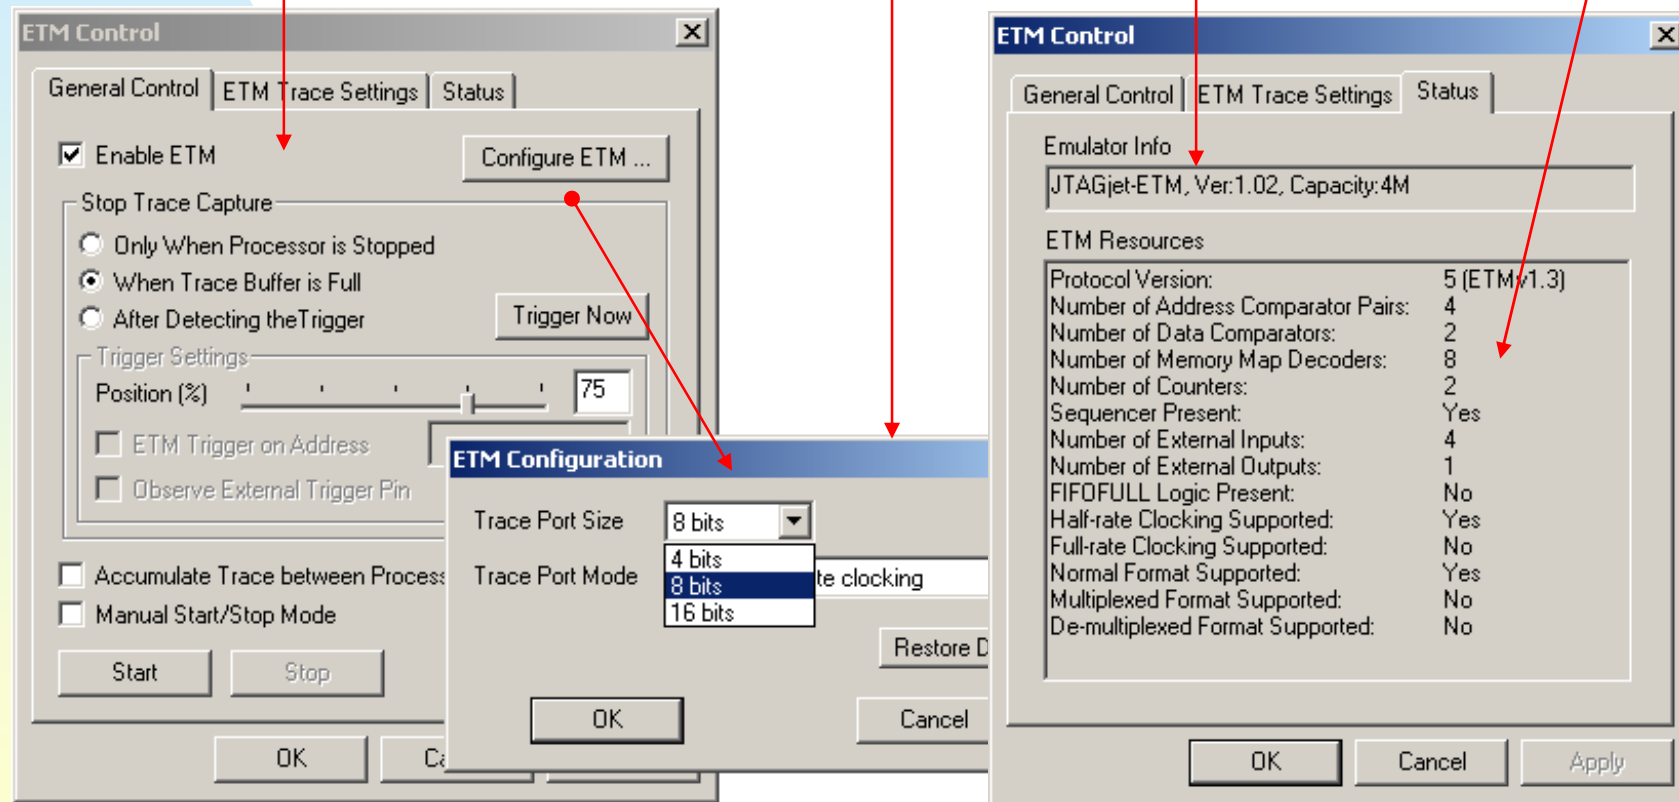 ETM Control
General Control
ETM Trace Settings
Status
Enable ETM
Configure ETM ...
Stop Trace Capture
Only When Processor is Stopped
When Trace Buffer is Full
After Detecting theTrigger
Trigger Now
Trigger Settings
Position (%)
75
ETM Trigger on Address
Observe External Trigger Pin
Accumulate Trace between
Manual Start/Stop Mode
Start
Stop
OK
ETM Configuration
Trace Port Size
8 bits
4 bits
8 bits
16 bits
Trace Port Mode
clocking
Restore
OK
Cancel
ETM Control
General Control
ETM Trace Settings
Status
Emulator Info
JTAGjet-ETM, Ver:1.02, Capacity:4M
ETM Resources
Protocol Version: 5 (ETMv1.3)
Number of Address Comparator Pairs: 4
Number of Data Comparators: 2
Number of Memory Map Decoders: 8
Number of Counters: 2
Sequencer Present: Yes
Number of External Inputs: 4
Number of External Outputs: 1
FIFOFULL Logic Present: No
Half-rate Clocking Supported: Yes
Full-rate Clocking Supported: No
Normal Format Supported: Yes
Multiplexed Format Supported: No
De-multiplexed Format Supported: No
OK
Cancel
Apply